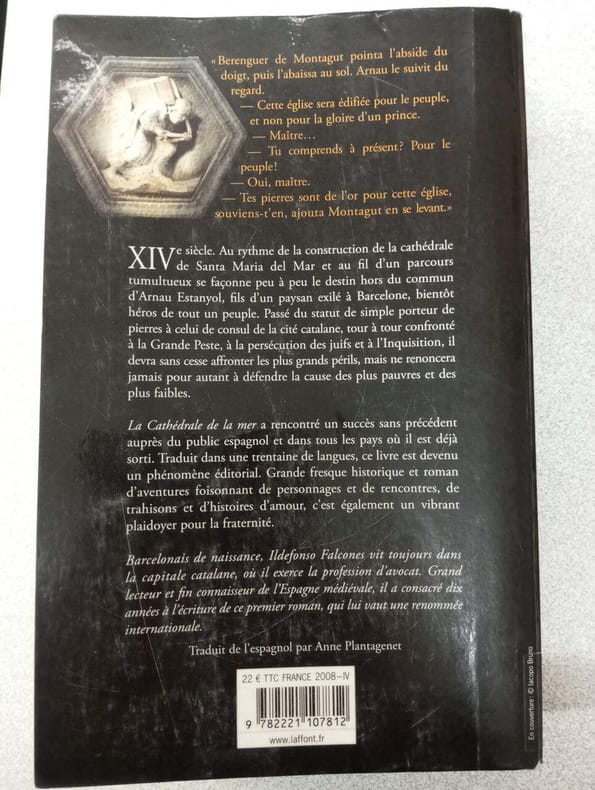 « Berenguer de Montagut pointa l'abside du
doigt, puis l'abaissa au sol. Arnau le suivit du
regard.
— Cette église sera édifiée pour le peuple,
et non pour la gloire d'un prince.
— Maître…
— Tu comprends à présent? Pour le
peuple!
— Oui, maître.
— Tes pierres sont de l'or pour cette église,
souviens-t'en, ajouta Montagut en se levant.»
XIVe siècle. Au rythme de la construction de la cathédrale
de Santa Maria del Mar et au fil d'un parcours
tumultueux se façonne peu à peu le destin hors du commun
d'Arnau Estanyol, fils d'un paysan exilé à Barcelone, bientôt
héros de tout un peuple. Passé du statut de simple porteur de
pierres à celui de consul de la cité catalane, tour à tour confronté
à la Grande Peste, à la persécution des juifs et à l'Inquisition, il
devra sans cesse affronter les plus grands périls, mais ne renoncera
jamais pour autant à défendre la cause des plus pauvres et des
plus faibles.
La Cathédrale de la mer a rencontré un succès sans précédent
auprès du public espagnol et dans tous les pays où il est déjà
sorti. Traduit dans une trentaine de langues, ce livre est devenu
un phénomène éditorial. Grande fresque historique et roman
d'aventures foisonnant de personnages et de rencontres, de
trahisons et d'histoires d'amour, c'est également un vibrant
plaidoyer pour la fraternité.
Barcelonais de naissance, Ildefonso Falcones vit toujours dans
la capitale catalane, où il exerce la profession d'avocat. Grand
lecteur et fin connaisseur de l'Espagne médiévale, il a consacré dix
années à l'écriture de ce premier roman, qui lui vaut une renommée
internationale.
Traduit de l'espagnol par Anne Plantagenet
22 € TTC FRANCE 2008-IV
9 782221 107812
www.laffont.fr
En couverture : © Iacopo Bruno